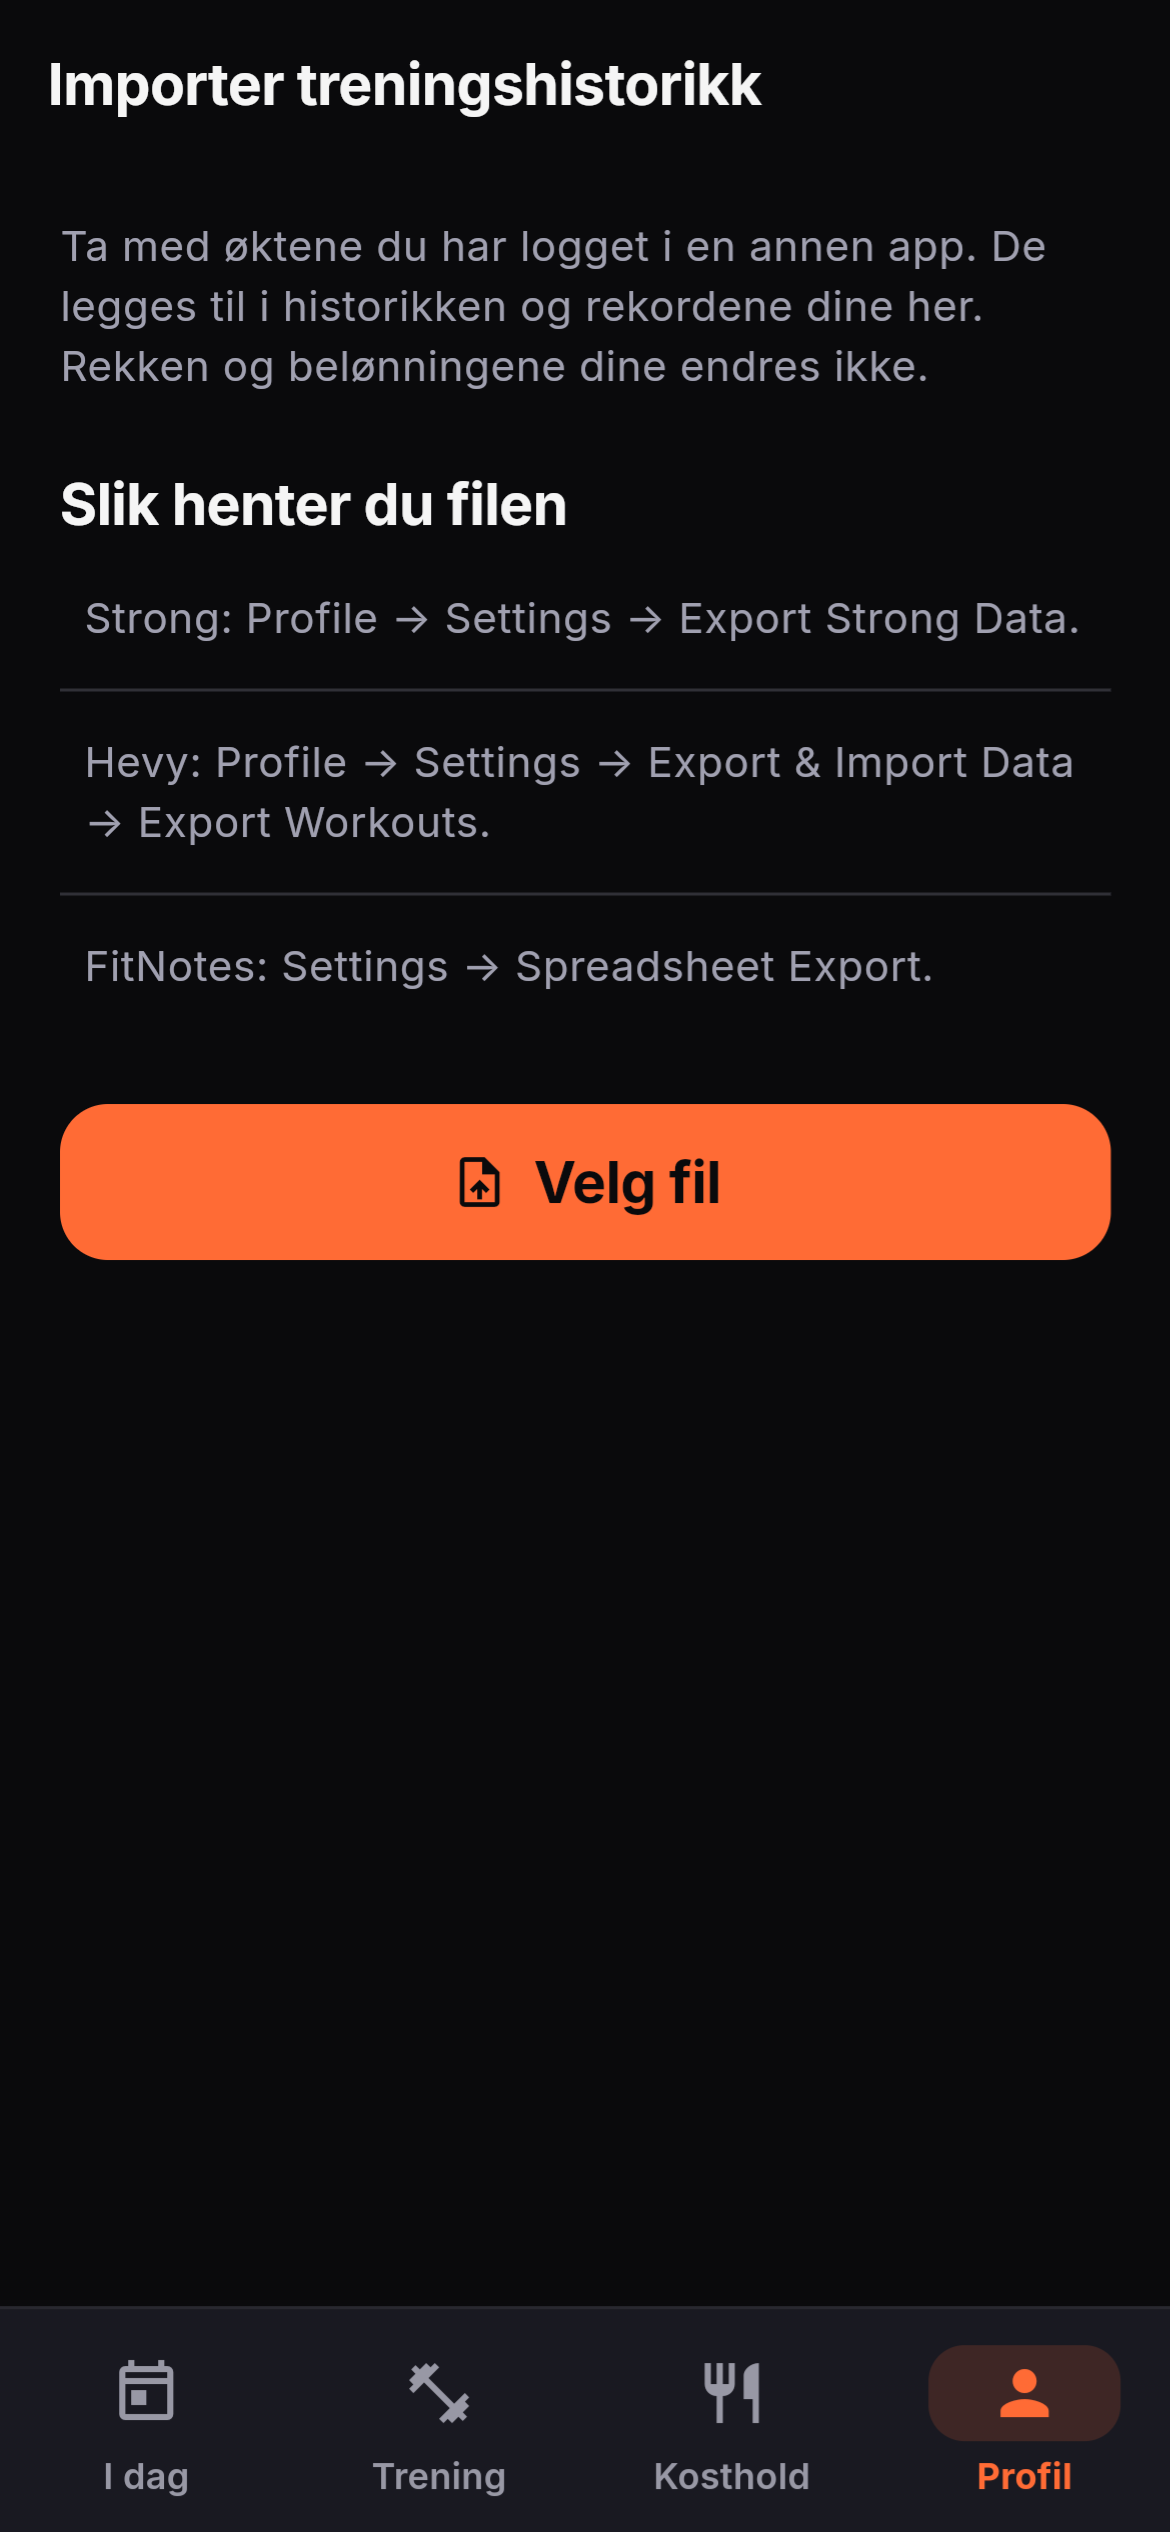 Importer treningshistorikk
Ta med øktene du har logget i en annen app. De
legges til i historikken og rekordene dine her.
Rekken og belønningene dine endres ikke.
Slik henter du filen
Strong: Profile → Settings → Export Strong Data.
Hevy: Profile → Settings → Export & Import Data
→ Export Workouts.
FitNotes: Settings → Spreadsheet Export.
Velg fil
I dag
Trening
Kosthold
Profil